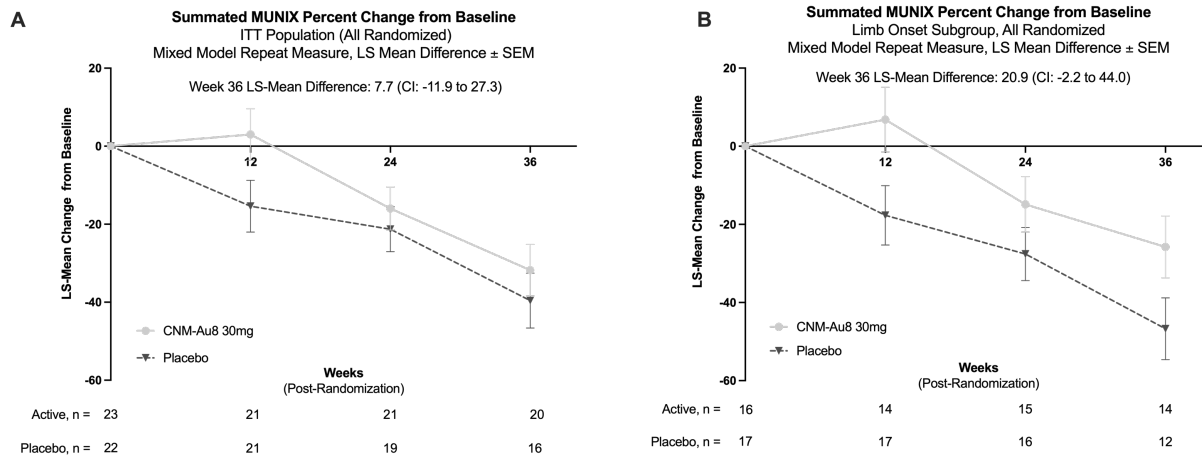 A
Summated MUNIX Percent Change from Baseline
ITT Population (All Randomized)
Mixed Model Repeat Measure, LS Mean Difference ± SEM
Week 36 LS-Mean Difference: 7.7 (CI: -11.9 to 27.3)
LS-Mean Change from Baseline
20
0
-20
-40
-60
12
24
36
CNM-Au8 30mg
Placebo
Weeks
(Post-Randomization)
Active, n = 23 21 21 20
Placebo, n = 22 21 19 16
B
Summated MUNIX Percent Change from Baseline
Limb Onset Subgroup, All Randomized
Mixed Model Repeat Measure, LS Mean Difference ± SEM
Week 36 LS-Mean Difference: 20.9 (CI: -2.2 to 44.0)
LS-Mean Change from Baseline
20
0
-20
-40
-60
12
24
36
CNM-Au8 30mg
Placebo
Weeks
(Post-Randomization)
Active, n = 16 14 15 14
Placebo, n = 17 17 16 12